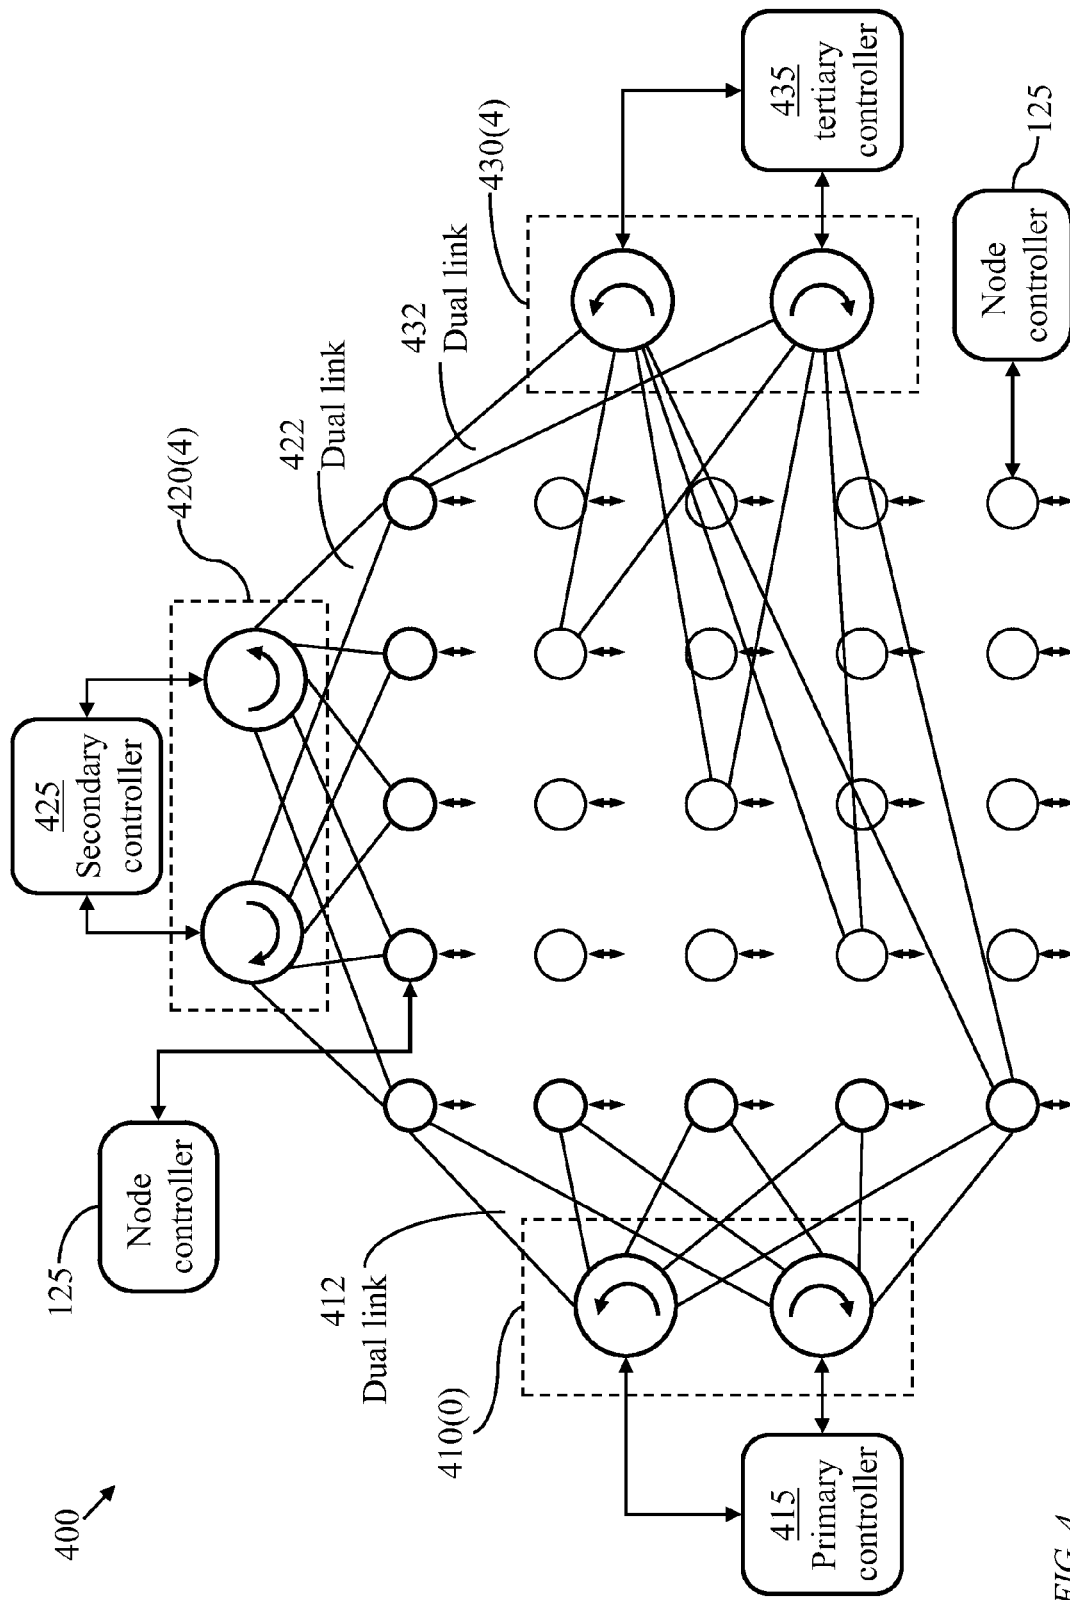 400
125
Node
controller
425
Secondary
controller
420(4)
422
Dual link
432
Dual link
430(4)
435
tertiary
controller
125
Node
controller
412
Dual link
410(0)
415
Primary
controller
FIG. 4